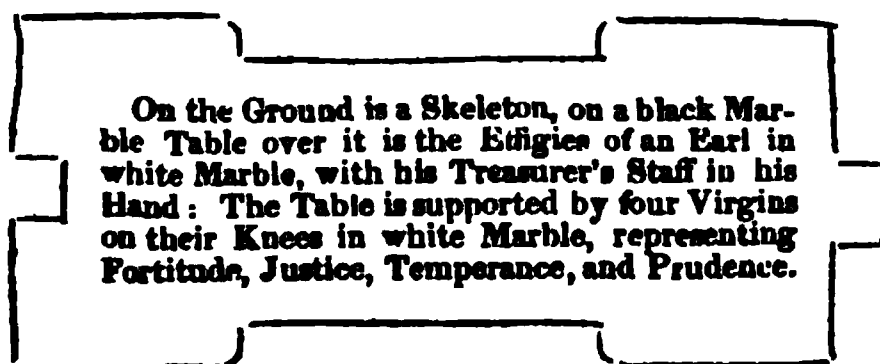 On the Ground is a Skeleton, on a black Mar-
ble Table over it is the Effigies of an Earl in
white Marble, with his Treasurer's Staff in his
Hand: The Table is supported by four Virgins
on their Knees in white Marble, representing
Fortitude, Justice, Temperance, and Prudence.